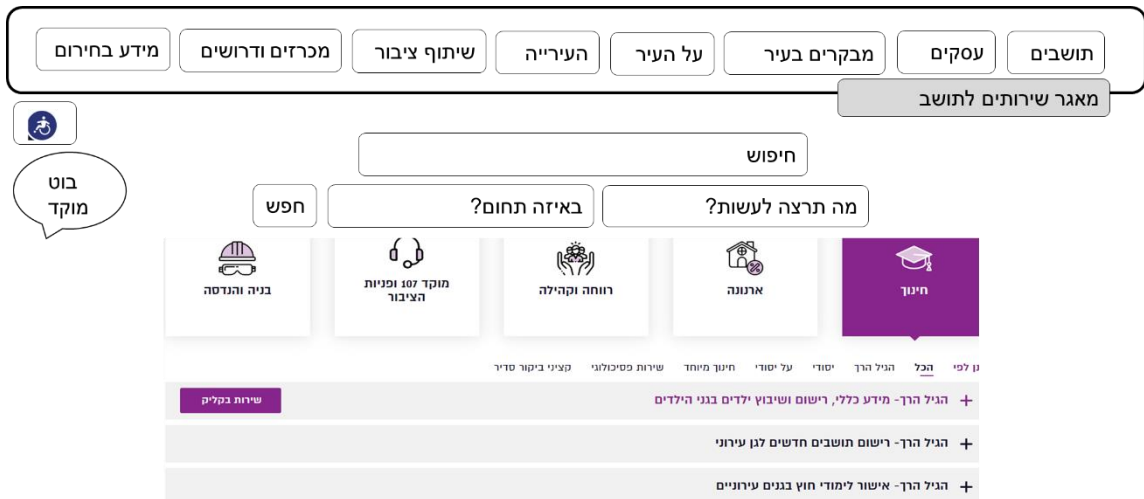 תושבים
עסקים
מבקרים בעיר
על העיר
העירייה
שיתוף ציבור
מכרזים ודרושים
מידע בחירום
מאגר שירותים לתושב
בוט
מוקד
חיפוש
מה תרצה לעשות?
באיזה תחום?
חפש
חינוך
ארנונה
רווחה וקהילה
מוקד 107 ופניות
הציבור
בניה והנדסה
לפי הכל הגיל הרך יסודי על יסודי חינוך מיוחד שירות פסיכולוגי קציני ביקור סדיר
+ הגיל הרך- מידע כללי, רישום ושיבוץ ילדים בגני הילדים
שירות בקליק
+ הגיל הרך- רישום תושבים חדשים לגן עירוני
+ הגיל הרך- אישור לימודי חוץ בגנים עירוניים